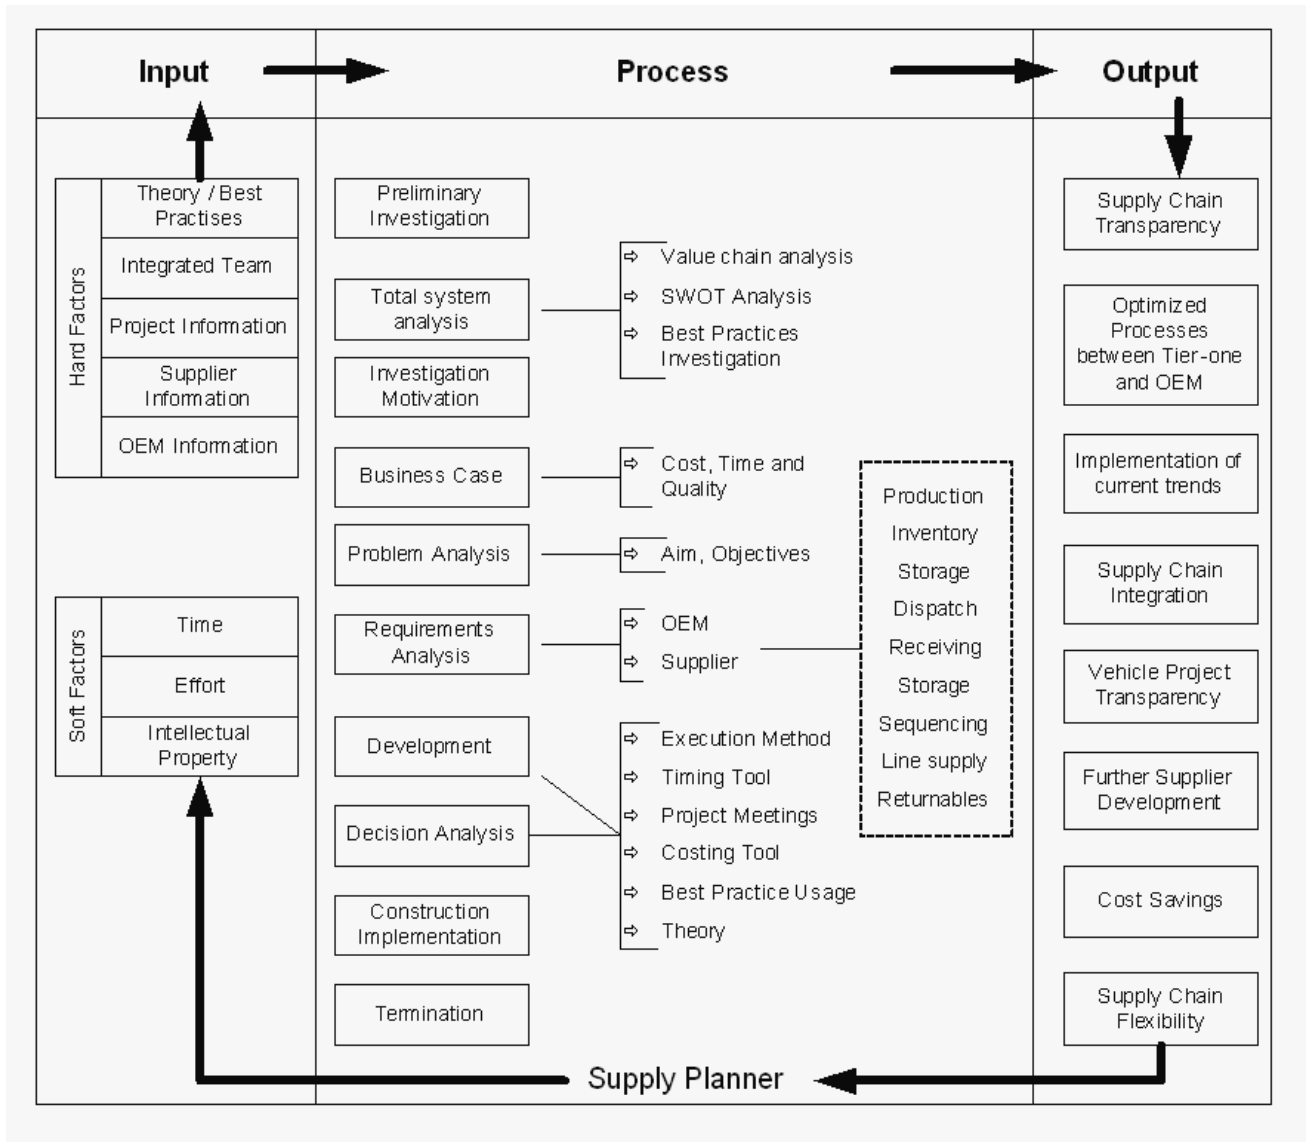 Input
Process
Output
Hard Factors
Theory / Best
Practises
Integrated Team
Project Information
Supplier
Information
OEM Information
Soft Factors
Time
Effort
Intellectual
Property
Preliminary
Investigation
Total system
analysis
Investigation
Motivation
Business Case
Problem Analysis
Requirements
Analysis
Development
Decision Analysis
Construction
Implementation
Termination
Value chain analysis
SWOT Analysis
Best Practices
Investigation
Cost, Time and
Quality
Aim, Objectives
OEM
Supplier
Execution Method
Timing Tool
Project Meetings
Costing Tool
Best Practice Usage
Theory
Production
Inventory
Storage
Dispatch
Receiving
Storage
Sequencing
Line supply
Returnables
Supply Chain
Transparency
Optimized
Processes
between Tier-one
and OEM
Implementation of
current trends
Supply Chain
Integration
Vehicle Project
Transparency
Further Supplier
Development
Cost Savings
Supply Chain
Flexibility
Supply Planner